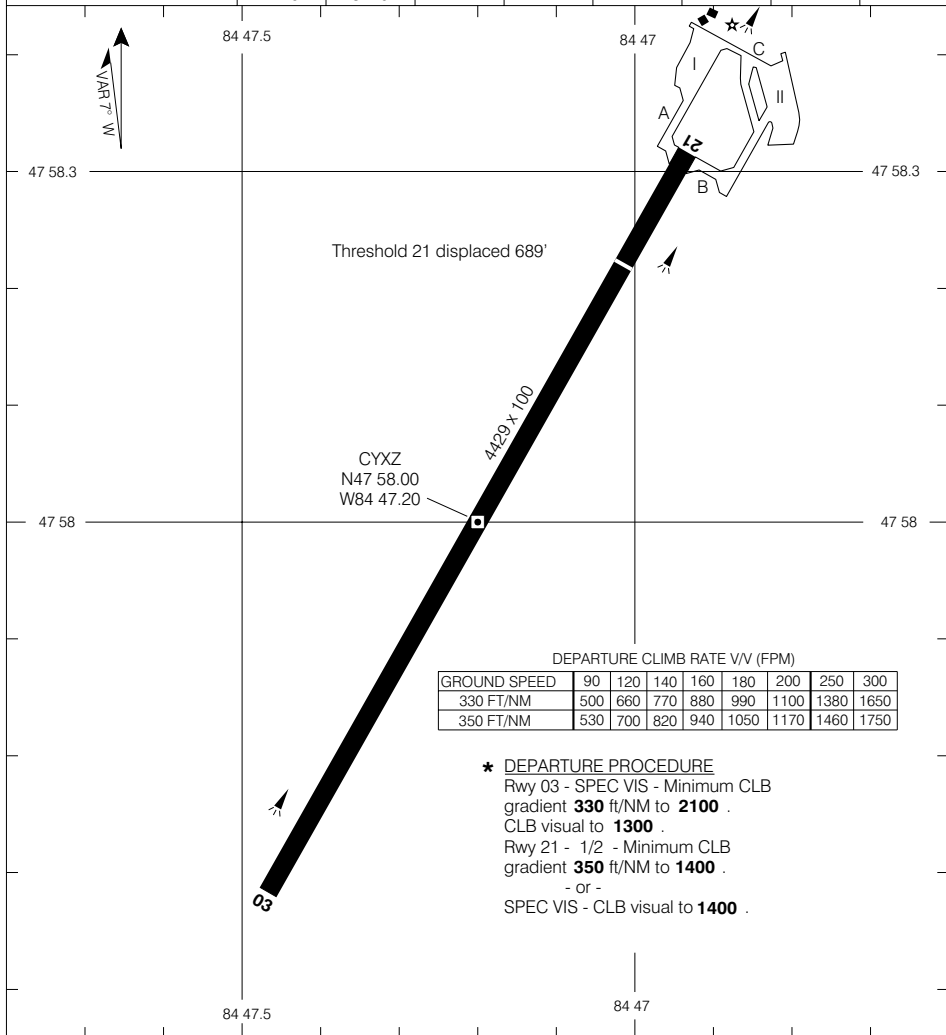 84 47.5
84 47
C
I
II
VAR 7° W
A
21
47 58.3
47 58.3
B
Threshold 21 displaced 689'
4429 x 100
CYXZ
N47 58.00
W84 47.20
47 58
47 58
DEPARTURE CLIMB RATE V/V (FPM)
GROUND SPEED 90 120 140 160 180 200 250 300
330 FT/NM 500 660 770 880 990 1100 1380 1650
350 FT/NM 530 700 820 940 1050 1170 1460 1750
* DEPARTURE PROCEDURE
Rwy 03 - SPEC VIS - Minimum CLB
gradient 330 ft/NM to 2100 .
CLB visual to 1300 .
Rwy 21 - 1/2 - Minimum CLB
gradient 350 ft/NM to 1400 .
- or -
SPEC VIS - CLB visual to 1400 .
03
84 47.5
84 47